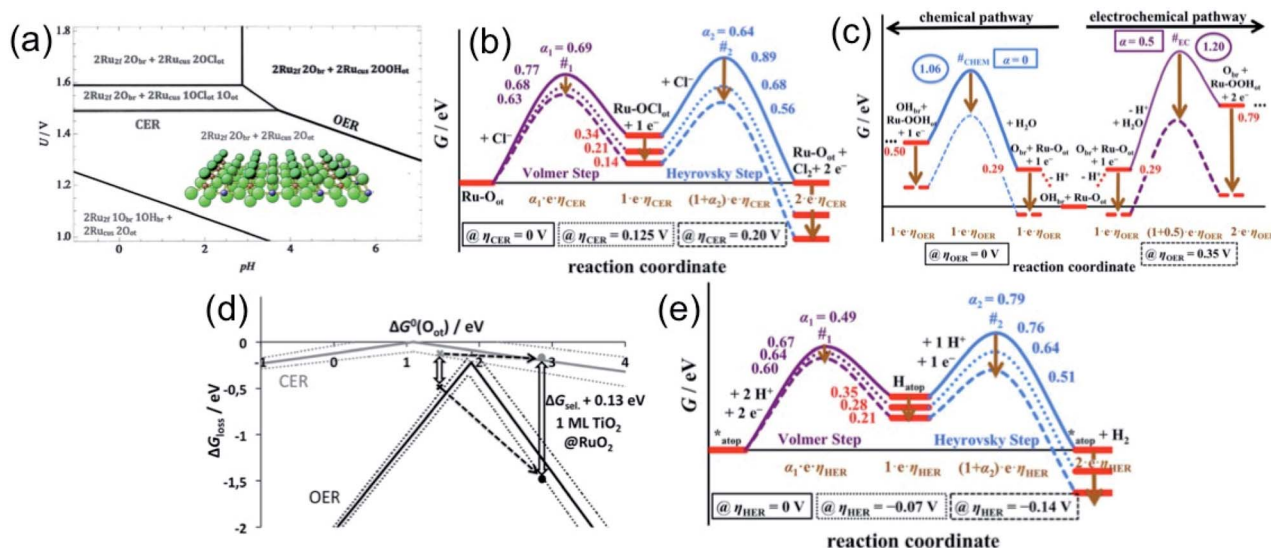 (a)
1.8
1.6
1.4
1.2
1.0
U/ V
0
2
4
6
pH
2Ru2f 2Obr + 2Rucus 2OClot
2Ru2f 2Obr + 2Rucus 2OOHot
2Ru2f 2Obr + 2Rucus 1OClot 1Oot
CER
OER
2Ru2f 2Obr + 2Rucus 2Oot
2Ru2f 1Obr 1OHbr +
2Rucus 2Oot
(b)
G / eV
α1 = 0.69
#1
0.77
0.68
0.63
+ Cl⁻
Ru-Oot
Volmer Step
Ru-OClot
+ 1 e⁻
0.34
0.21
0.14
α2 = 0.64
#2
+ Cl⁻
0.89
0.68
0.56
Heyrovsky Step
Ru-Oot +
Cl2+ 2 e⁻
α1·e·ηCER
1·e·ηCER
(1+α2)·e·ηCER
2·e·ηCER
@ ηCER = 0 V
@ ηCER = 0.125 V
@ ηCER = 0.20 V
reaction coordinate
(c)
chemical pathway
electrochemical pathway
G / eV
1.06
#CHEM
α = 0
α = 0.5
#EC
1.20
OHbr+
Ru-OOHot
+ 1 e⁻
...
0.50
+ H2O
Obr + Ru-Oot
+ 1 e⁻
0.29
- H⁺
OHbr + Ru-Oot
Obr + Ru-Oot
+ 1 e⁻
- H⁺
0.29
- H⁺
+ H2O
Obr +
Ru-OOHot
+ 2 e⁻
...
0.79
1·e·ηOER
1·e·ηOER
1·e·ηOER
1·e·ηOER
(1+0.5)·e·ηOER
2·e·ηOER
@ ηOER = 0 V
@ ηOER = 0.35 V
reaction coordinate
(d)
ΔG⁰(Oot) / eV
-1
0
1
2
3
4
0
-0,5
-1
-1,5
-2
ΔGloss / eV
CER
OER
ΔGsel. + 0.13 eV
1 ML TiO2
@RuO2
(e)
G / eV
α1 = 0.49
#1
0.67
0.64
0.60
+ 2 H⁺
+ 2 e⁻
*atop
Volmer Step
Hatop
0.35
0.28
0.21
+ 1 H⁺
+ 1 e⁻
α2 = 0.79
#2
0.76
0.64
0.51
Heyrovsky Step
*atop + H2
α1·e·ηHER
1·e·ηHER
(1+α2)·e·ηHER
2·e·ηHER
@ ηHER = 0 V
@ ηHER = −0.07 V
@ ηHER = −0.14 V
reaction coordinate